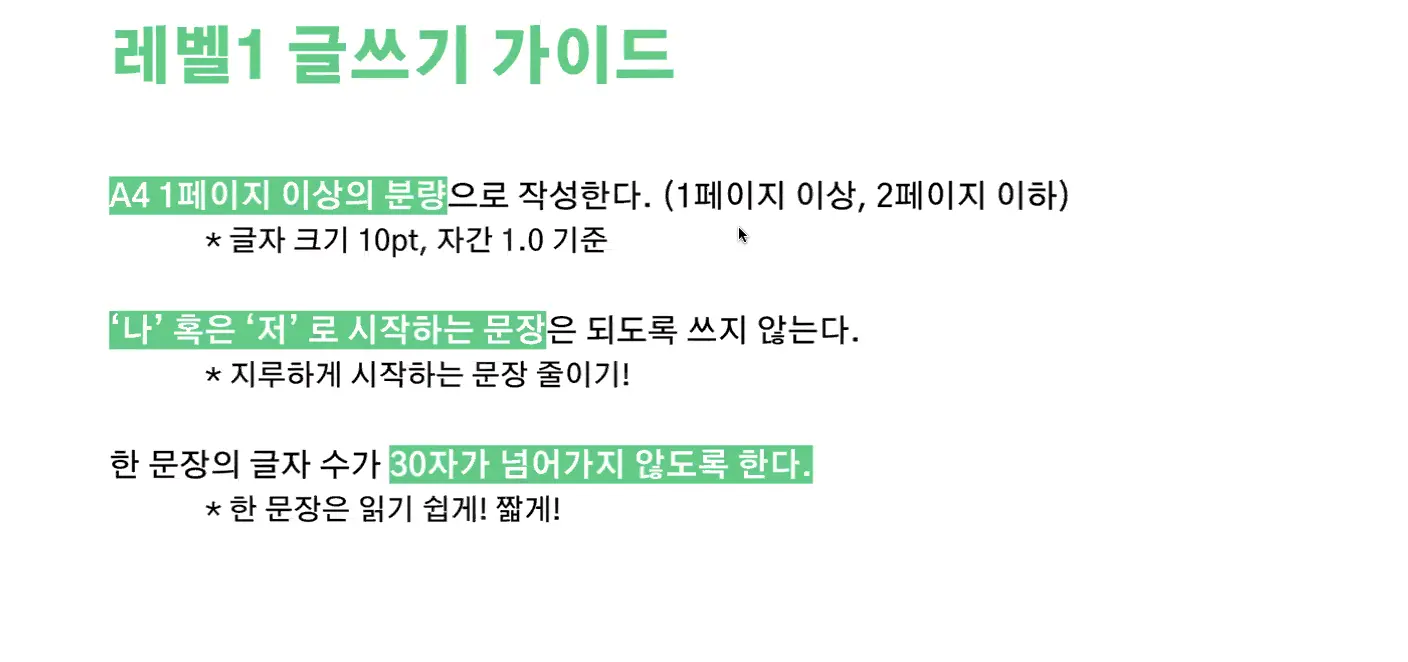 레벨1 글쓰기 가이드
A4 1페이지 이상의 분량으로 작성한다. (1페이지 이상, 2페이지 이하)
* 글자 크기 10pt, 자간 1.0 기준
‘나’ 혹은 ‘저’ 로 시작하는 문장은 되도록 쓰지 않는다.
* 지루하게 시작하는 문장 줄이기!
한 문장의 글자 수가 30자가 넘어가지 않도록 한다.
* 한 문장은 읽기 쉽게! 짧게!